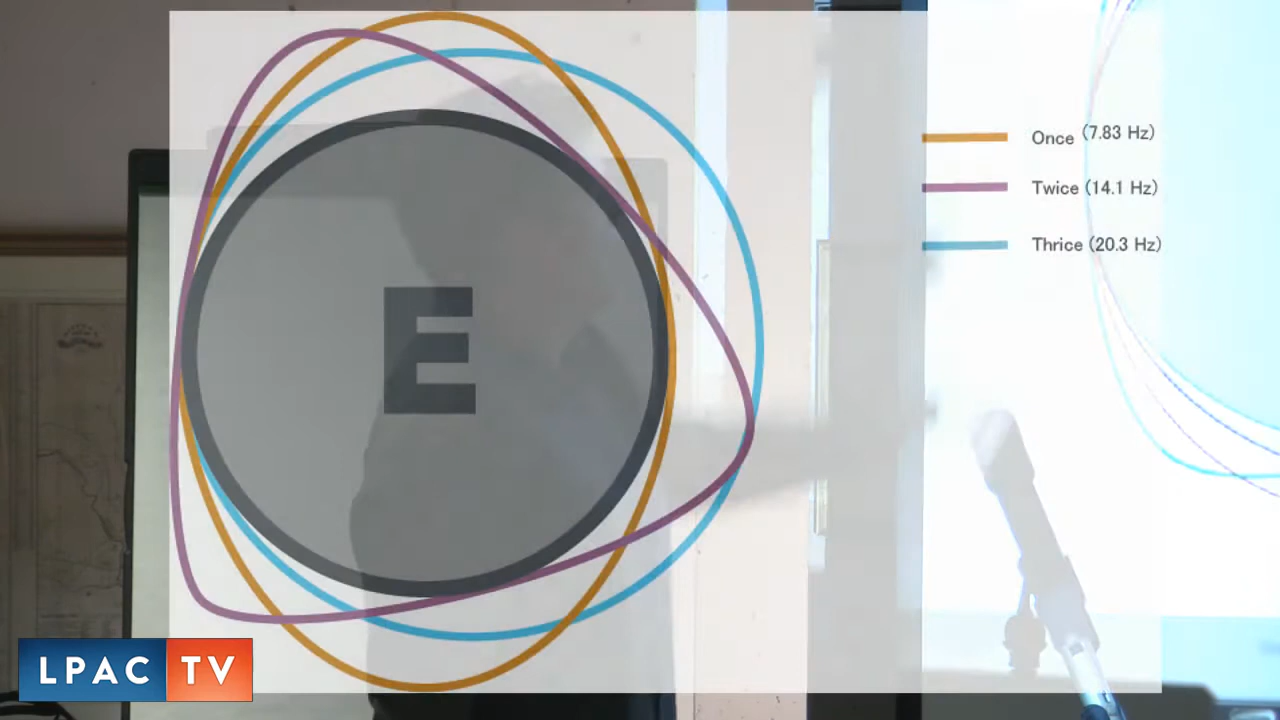 E
Once (7.83 Hz)
Twice (14.1 Hz)
Thrice (20.3 Hz)
LPAC TV